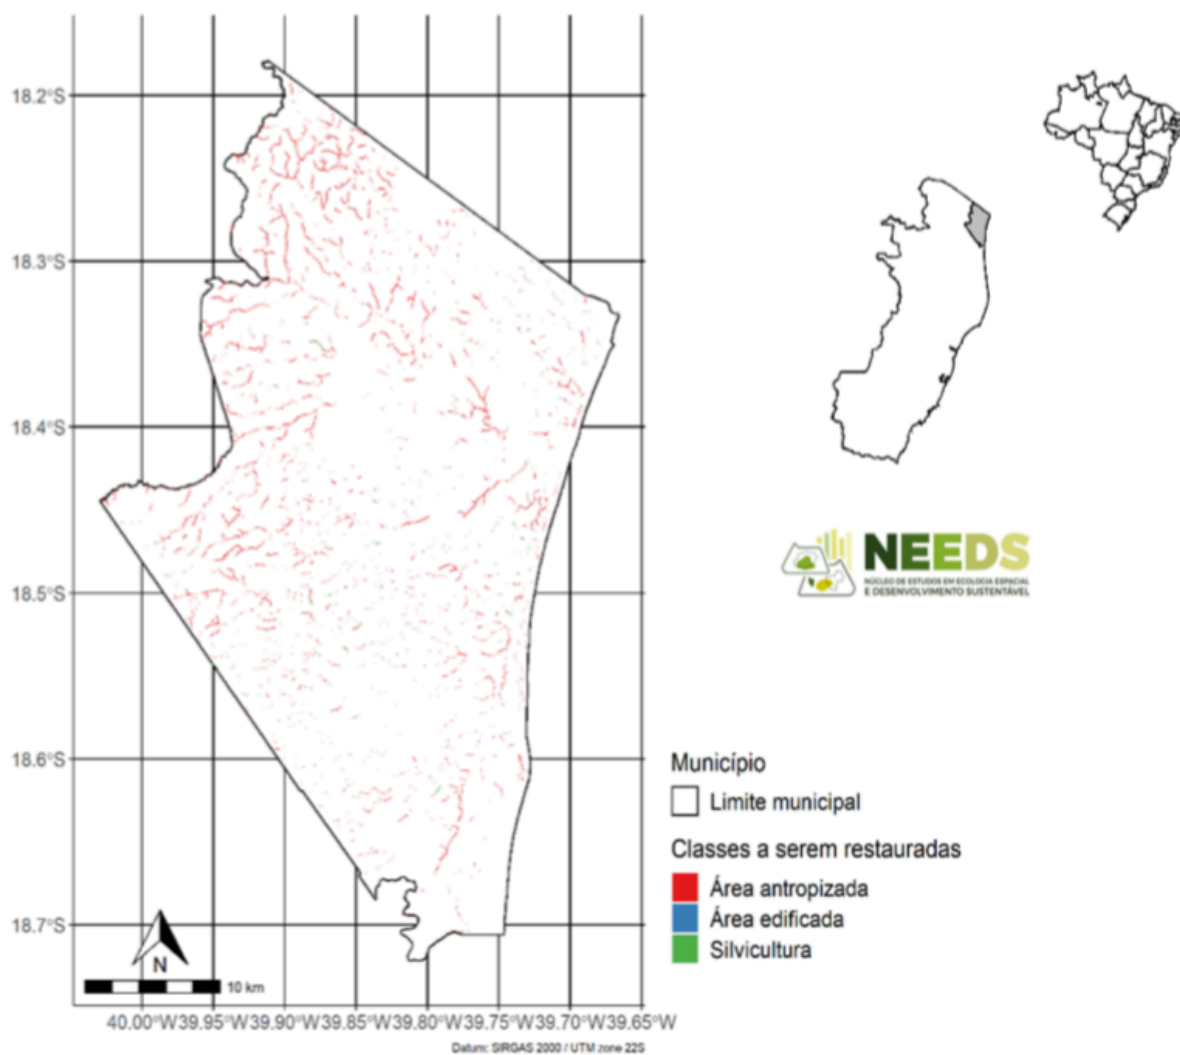 18.2°S
18.3°S
18.4°S
18.5°S
18.6°S
18.7°S
N
10 km
40.00°W39.95°W39.90°W39.85°W39.80°W39.75°W39.70°W39.65°W
Datum: SIRGAS 2000 / UTM zone 22S
NEEDS
NÚCLEO DE ESTUDOS EM ECOLOGIA ESPACIAL
E DESENVOLVIMENTO SUSTENTÁVEL
Município
Limite municipal
Classes a serem restauradas
Área antropizada
Área edificada
Silvicultura